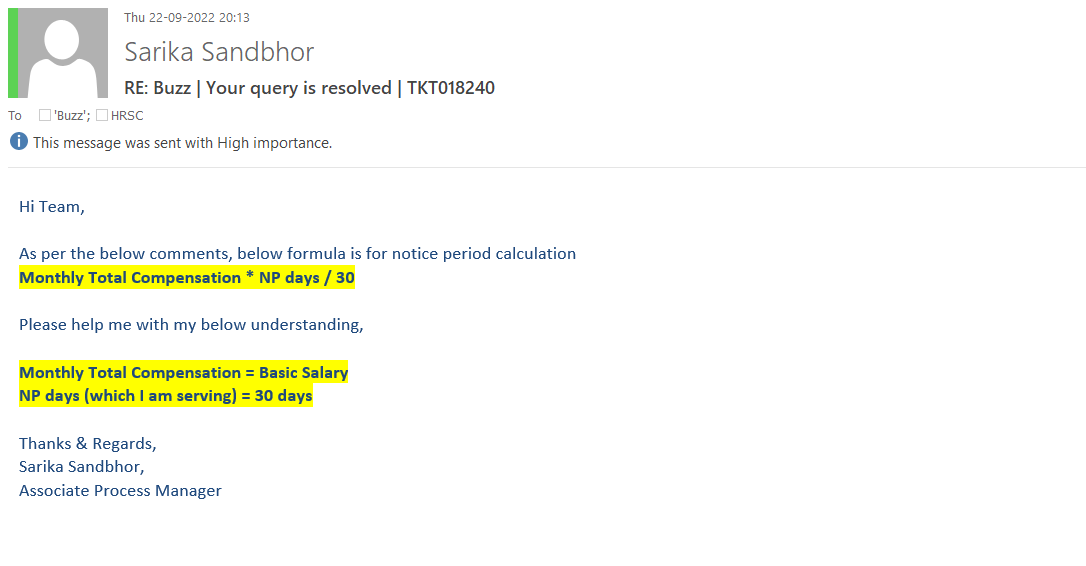 Thu 22-09-2022 20:13
Sarika Sandbhor
RE: Buzz | Your query is resolved | TKT018240
To 'Buzz'; HRSC
This message was sent with High importance.
Hi Team,
As per the below comments, below formula is for notice period calculation
Monthly Total Compensation * NP days / 30
Please help me with my below understanding,
Monthly Total Compensation = Basic Salary
NP days (which I am serving) = 30 days
Thanks & Regards,
Sarika Sandbhor,
Associate Process Manager